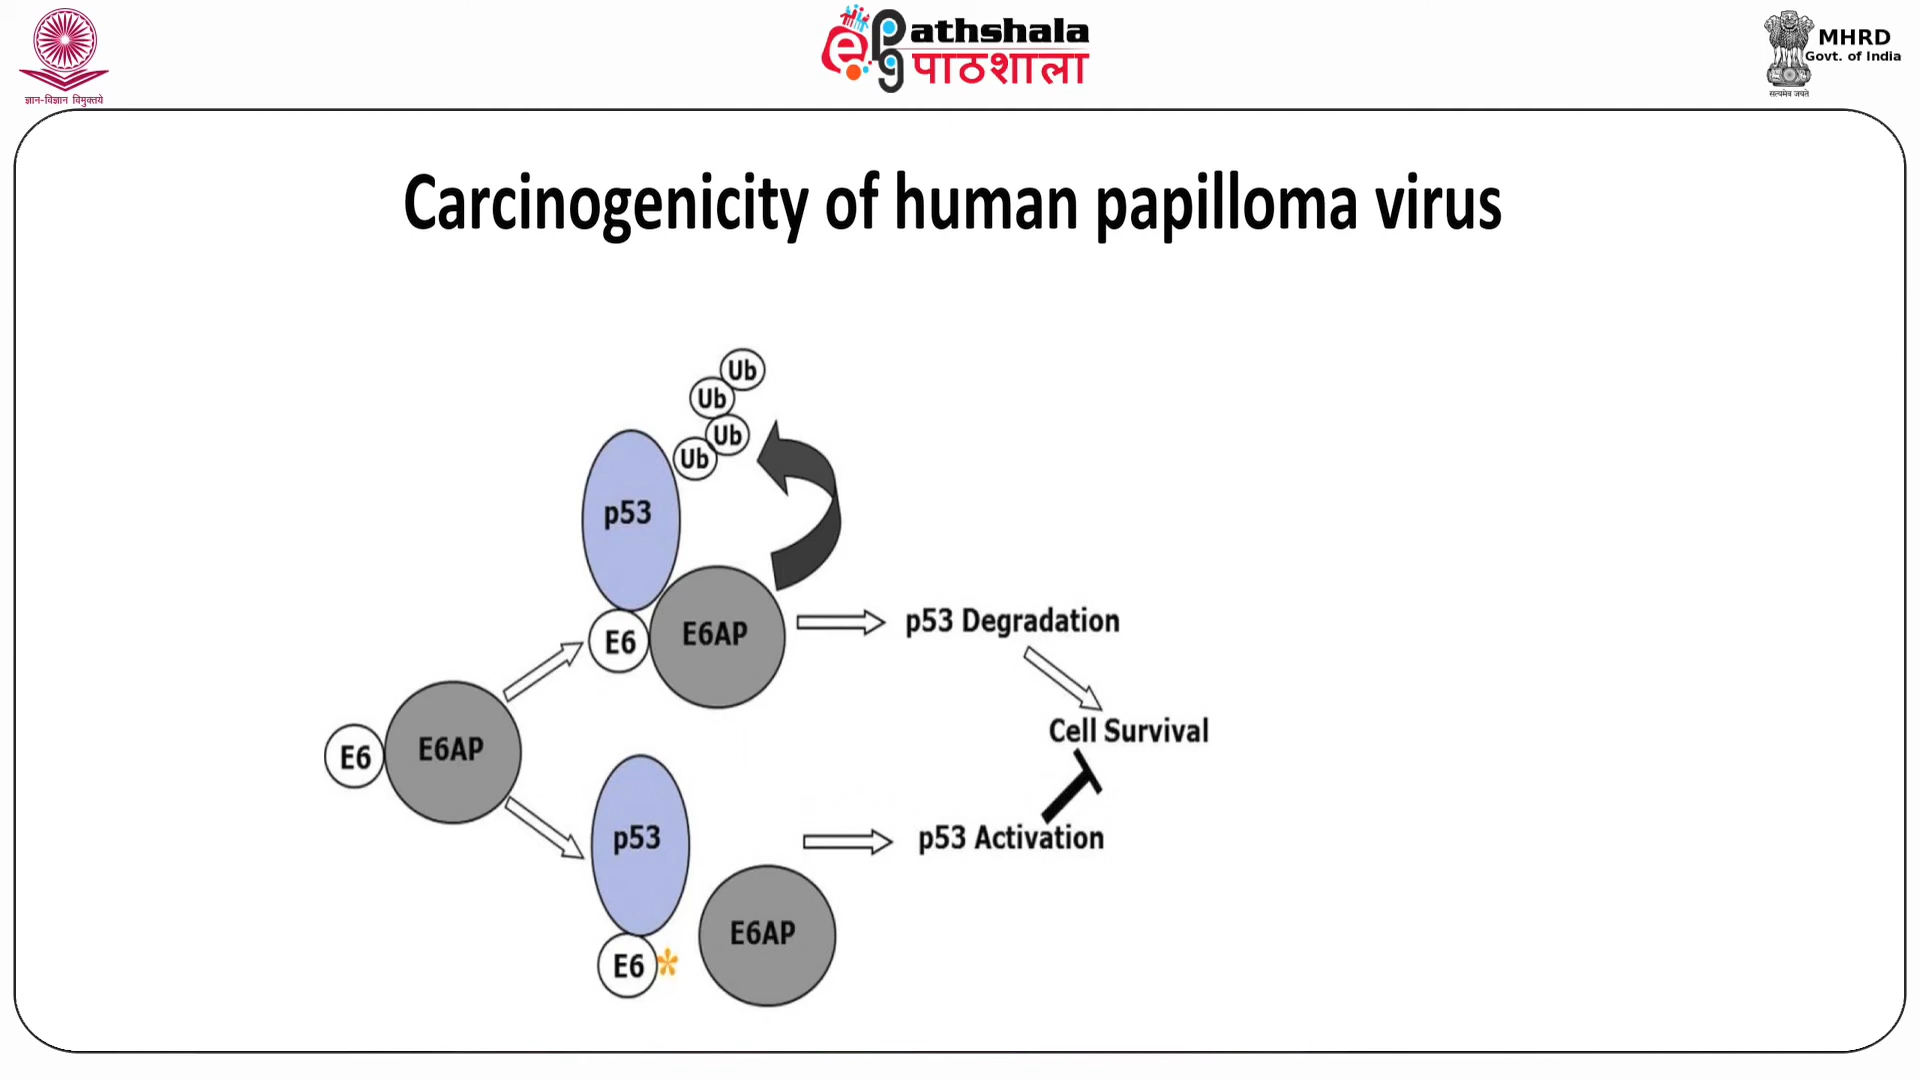 ज्ञान-विज्ञान विमुक्तये
e
pg
athshala
पाठशाला
MHRD
Govt. of India
सत्यमेव जयते
Carcinogenicity of human papilloma virus
Ub
Ub
Ub
Ub
p53
E6
E6AP
p53 Degradation
E6
E6AP
Cell Survival
p53
p53 Activation
E6AP
E6*